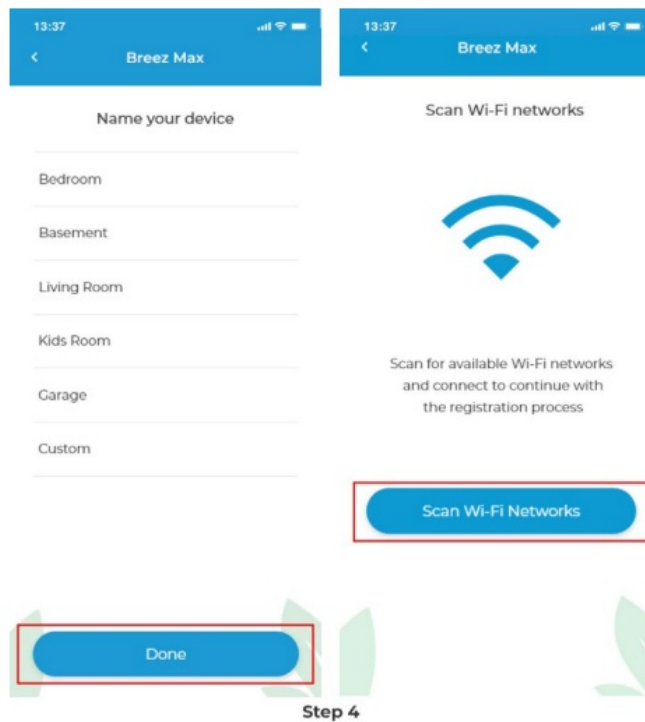 13:37
Breez Max
Name your device
Bedroom
Basement
Living Room
Kids Room
Garage
Custom
Done
13:37
Breez Max
Scan Wi-Fi networks
Scan for available Wi-Fi networks
and connect to continue with
the registration process
Scan Wi-Fi Networks
Step 4